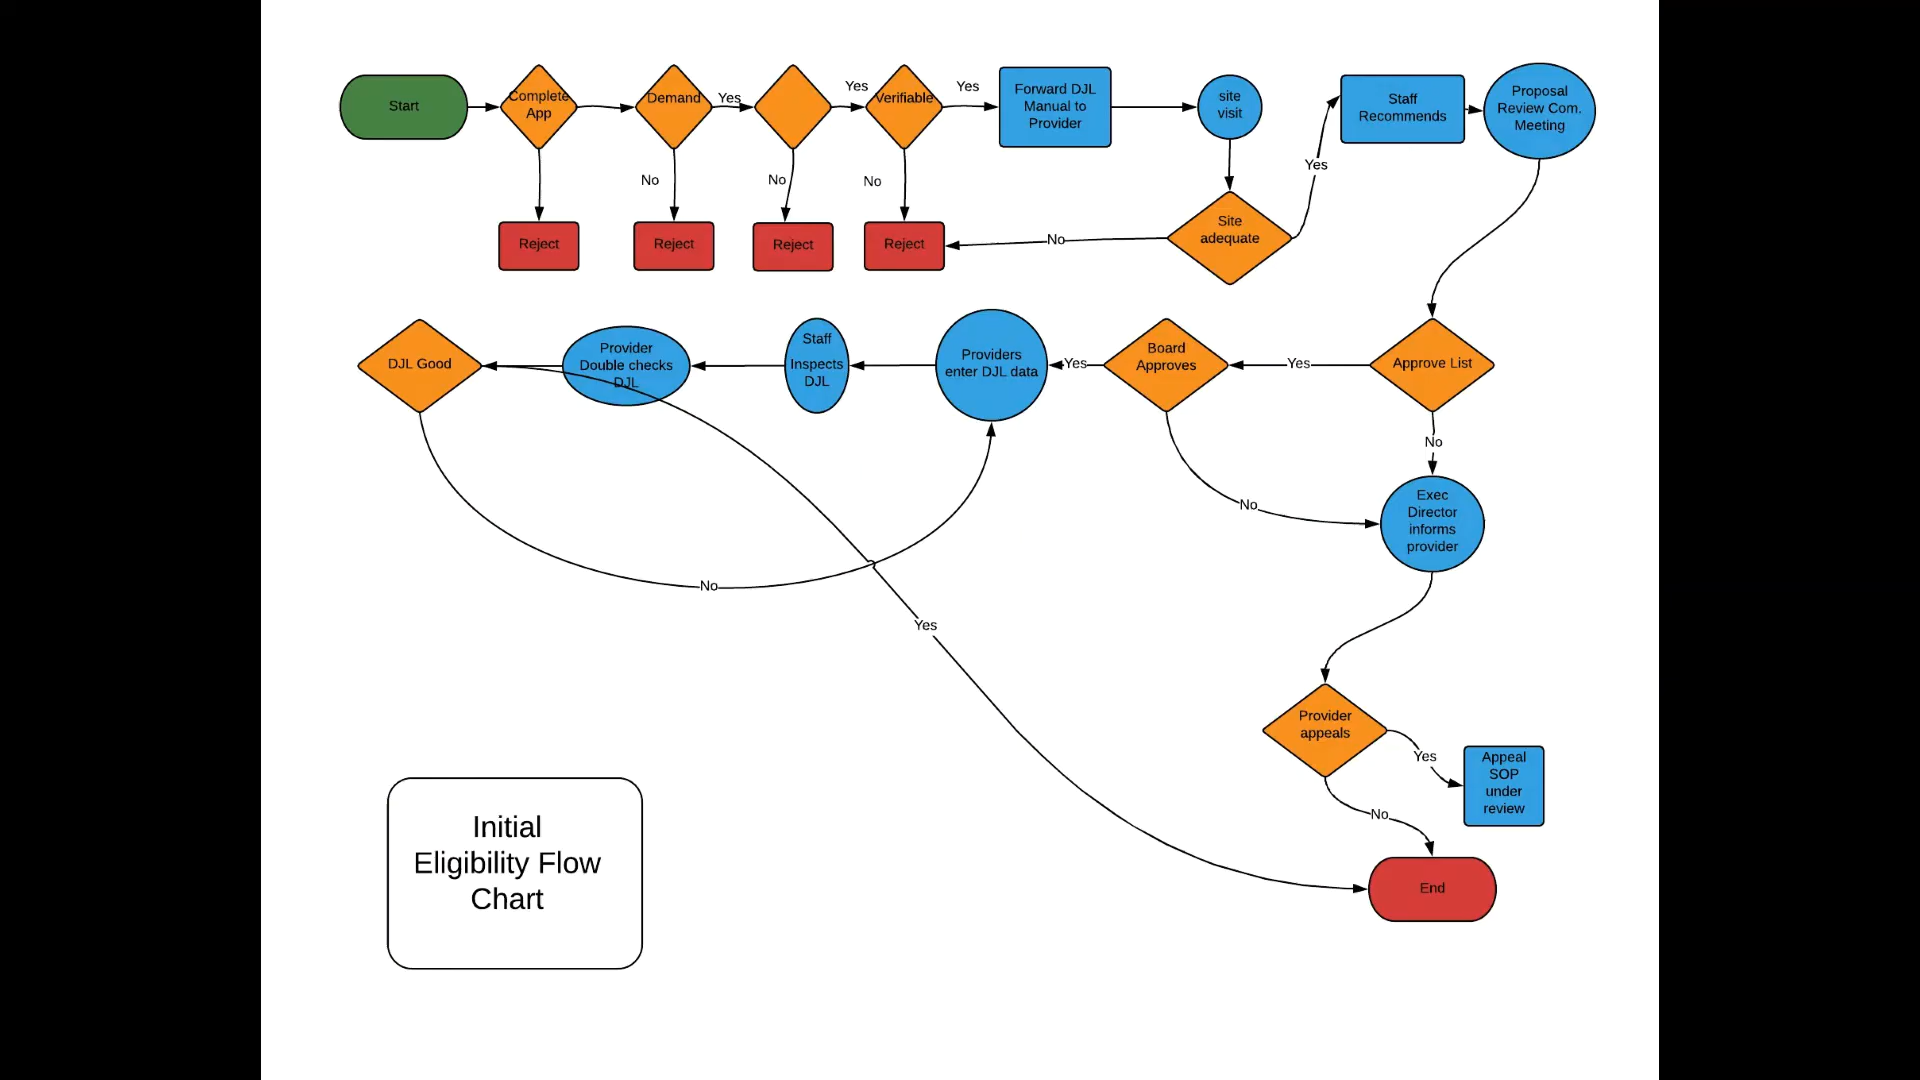 Start
Complete
App
Demand
Yes
Yes
Verifiable
Yes
Forward DJL
Manual to
Provider
site
visit
Staff
Recommends
Proposal
Review Com.
Meeting
No
No
No
Yes
Reject
Reject
Reject
Reject
No
Site
adequate
DJL Good
Provider
Double checks
DJL
Staff
Inspects
DJL
Providers
enter DJL data
Yes
Board
Approves
Yes
Approve List
No
No
Exec
Director
informs
provider
No
Yes
Provider
appeals
Yes
Appeal
SOP
under
review
No
End
Initial
Eligibility Flow
Chart